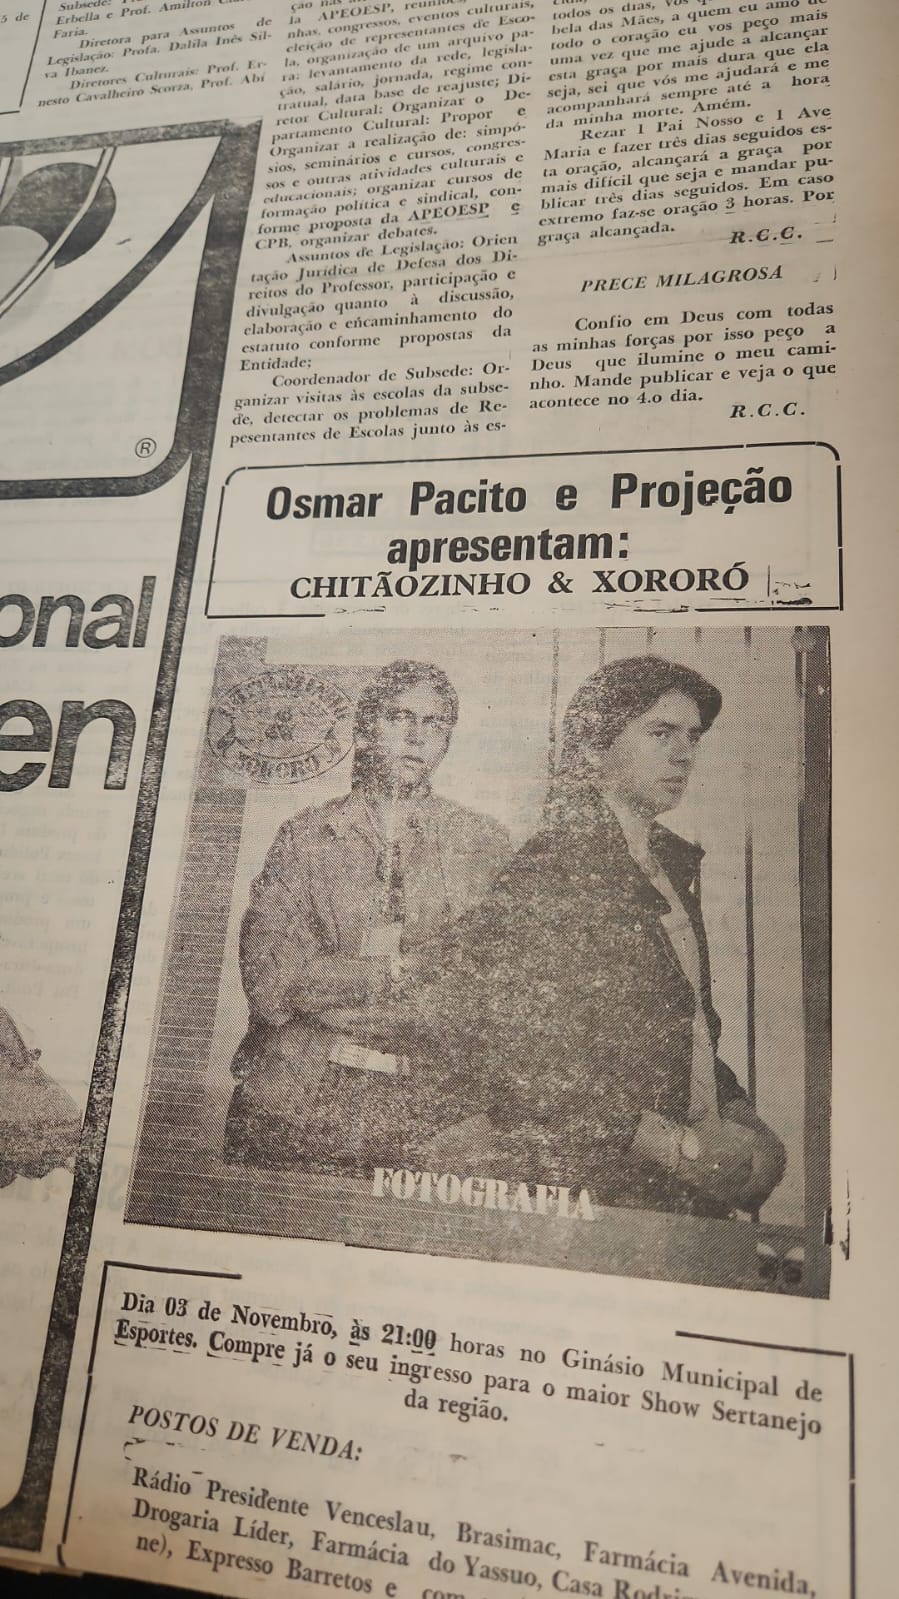 5 de
Subsede:
Erbella e Prof. Amilton
Faria.
Diretora para Assuntos de
Legislação: Profa. Dalila Inês Sil-
va Ibanez.
Diretores Culturais: Prof. Er-
nesto Cavalheiro Scorza, Prof. Abí
la APEOESP,
nhas, congressos, eventos culturais,
eleição de representantes de Esco-
la, organização de um arquivo pa-
ra: levantamento da rede, legisla-
ção, salário, jornada, regime con-
tratual, data base de reajuste; Di-
retor Cultural: Organizar o De-
partamento Cultural: Propor e
Organizar a realização de: simpó-
sios, seminários e cursos, congres-
sos e outras atividades culturais e
educacionais; organizar cursos de
formação política e sindical, con-
forme proposta da APEOESP e
CPB, organizar debates.
Assuntos de Legislação: Orien
tação Jurídica de Defesa dos Di-
reitos do Professor, participação e
divulgação quanto à discussão,
elaboração e encaminhamento do
estatuto conforme propostas da
Entidade;
Coordenador de Subsede: Or-
ganizar visitas às escolas da subse-
de, detectar os problemas de Re-
pesentantes de Escolas junto às es-
todos os dias,
bela das Mães, a quem eu amo de
todo o coração eu vos peço mais
uma vez que me ajude a alcançar
esta graça por mais dura que ela
seja, sei que vós me ajudará e me
acompanhará sempre até a hora
da minha morte. Amém.
Rezar 1 Pai Nosso e 1 Ave
Maria e fazer três dias seguidos es-
ta oração, alcançará a graça por
mais difícil que seja e mandar pu-
blicar três dias seguidos. Em caso
extremo faz-se oração 3 horas. Por
graça alcançada.
R.C.C.
PRECE MILAGROSA
Confio em Deus com todas
as minhas forças por isso peço a
Deus que ilumine o meu cami-
nho. Mande publicar e veja o que
acontece no 4.o dia.
R.C.C.
®
onal
en
Osmar Pacito e Projeção
apresentam:
CHITÃOZINHO & XORORÓ
CHITÃOZINHO
XORORÓ
FOTOGRAFIA
Dia 03 de Novembro, às 21:00 horas no Ginásio Municipal de
Esportes. Compre já o seu ingresso para o maior Show Sertanejo
da região.
POSTOS DE VENDA:
Rádio Presidente Venceslau, Brasimac, Farmácia Avenida,
Drogaria Líder, Farmácia do Yassuo, Casa
ne), Expresso Barretos e